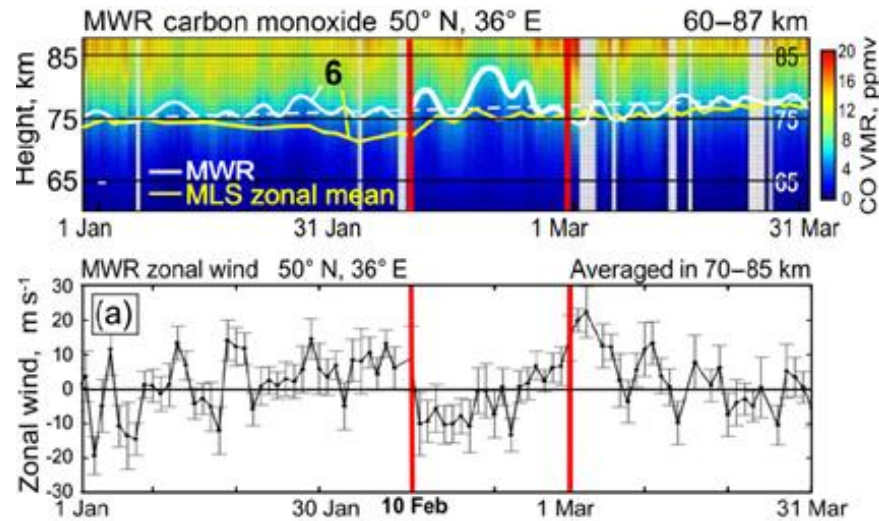 MWR carbon monoxide 50° N, 36° E 60–87 km
Height, km
85
75
65
6
MWR
MLS zonal mean
85
75
65
1 Jan 31 Jan 1 Mar 31 Mar
20
16
12
8
4
0
CO VMR, ppmv
MWR zonal wind 50° N, 36° E Averaged in 70–85 km
(a)
Zonal wind, m s⁻¹
30
20
10
0
-10
-20
-30
1 Jan 30 Jan 10 Feb 1 Mar 31 Mar